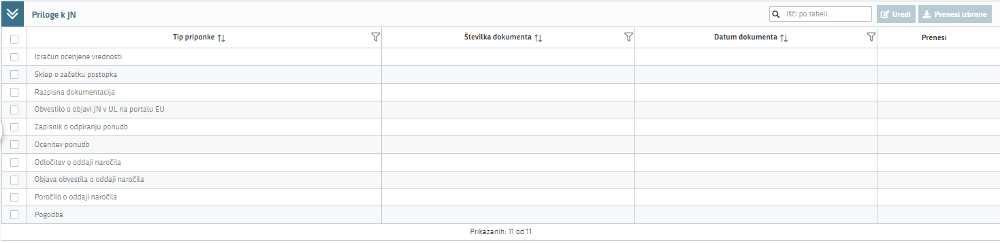 Priloge k JN
Išči po tabeli...
Uredi
Prenesi izbrane
Tip priponke
Številka dokumenta
Datum dokumenta
Prenesi
Izračun ocenjene vrednosti
Sklep o začetku postopka
Razpisna dokumentacija
Obvestilo o objavi JN v UL na portalu EU
Zapisnik o odpiranju ponudb
Ocenitev ponudb
Odločitev o oddaji naročila
Objava obvestila o oddaji naročila
Poročilo o oddaji naročila
Pogodba
Prikazanih: 11 od 11